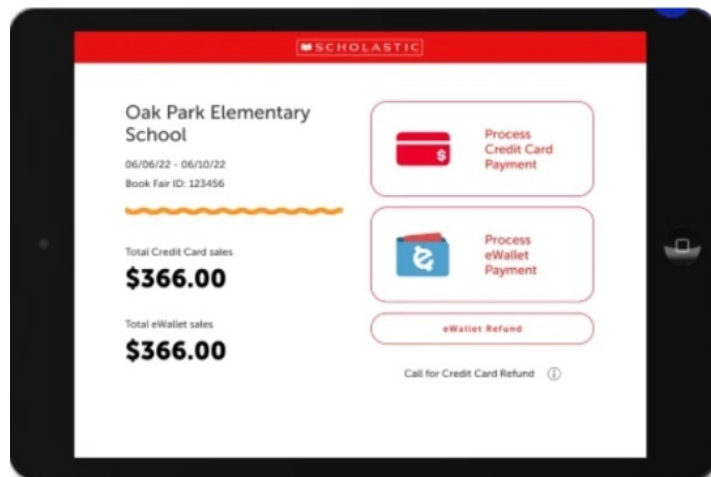 SCHOLASTIC
Oak Park Elementary
School
06/06/22 - 06/10/22
Book Fair ID: 123456
Total Credit Card sales
$366.00
Total eWallet sales
$366.00
Process
Credit Card
Payment
Process
eWallet
Payment
eWallet Refund
Call for Credit Card Refund